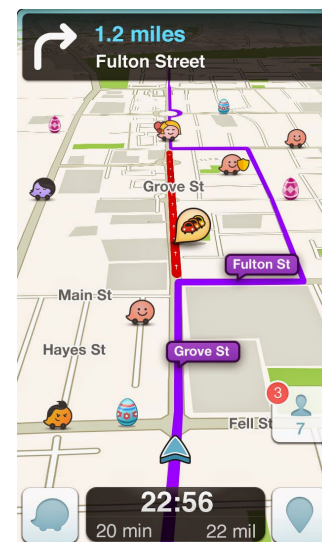 1.2 miles
Fulton Street
Grove St
Fulton St
Main St
Grove St
Hayes St
3
7
Fell St
22:56
20 min
22 mil